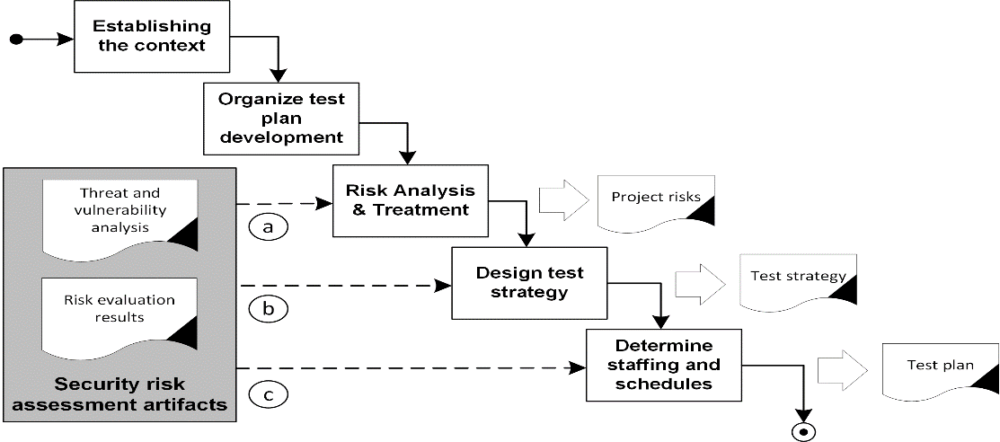 Establishing
the context
Organize test
plan
development
Threat and
vulnerability
analysis
a
Risk Analysis
& Treatment
Project risks
Risk evaluation
results
b
Design test
strategy
Test strategy
Security risk
assessment artifacts
c
Determine
staffing and
schedules
Test plan